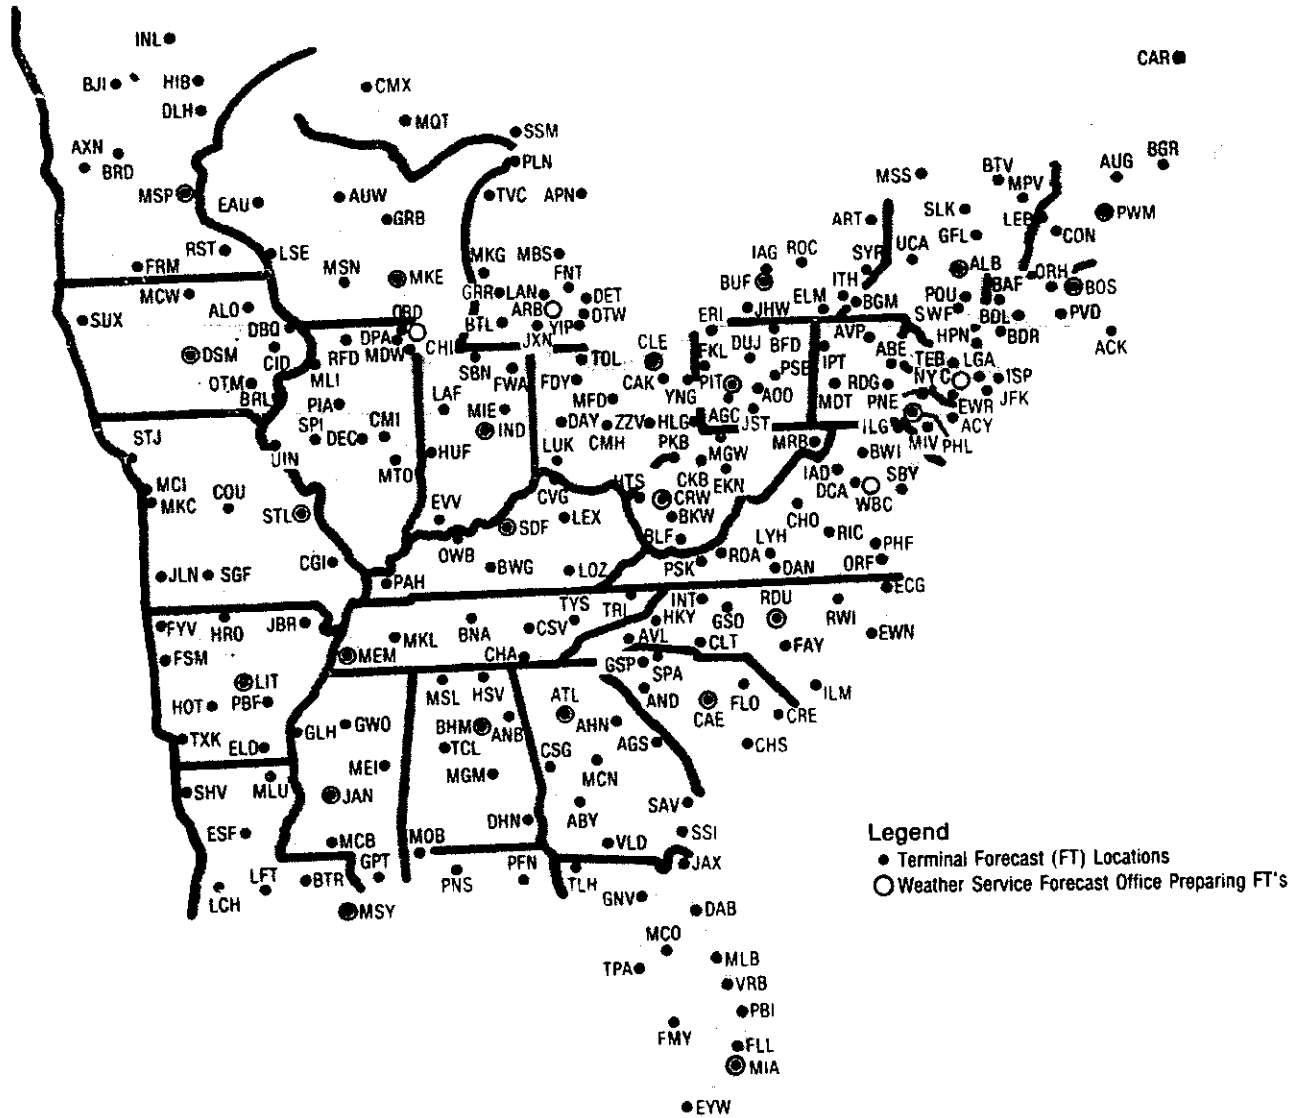 INL
CAR
BJI
HIB
CMX
DLH
MQT
SSM
AXN
BRD
PLN
BGR
AUG
BTV
MSS
MSP
EAU
AUW
TVC
APN
MPV
GRB
ART
SLK
LEB
PWM
RST
LSE
GFL
CON
UCA
SYR
ROC
IAG
MSN
MKG
MBS
FRM
MKE
FNT
BUF
ITH
ALB
ORH
MCW
GRR
LAN
DET
ELM
BGM
POU
BAF
BOS
ALO
ARB
DTW
JHW
SWF
BDL
PVD
SUX
DBQ
ORD
DPA
BTL
YIP
ERI
AVP
HPN
BDR
ACK
DSM
CID
RFD
MDW
CHI
JXN
CLE
FKL
DUJ
BFD
IPT
ABE
TEB
LGA
TOL
OTM
MLI
SBN
FWA
FDY
CAK
YNG
PIT
PSB
AOO
RDG
NYC
ISP
BRL
PIA
LAF
MFD
MDT
PNE
JFK
EWR
STJ
SPI
DEC
CMI
MIE
IND
DAY
CMH
ZZV
HLG
AGC
JST
ILG
MIV
ACY
PHL
UIN
MTO
HUF
LUK
PKB
MGW
MRB
BWI
MCI
MKC
COU
HTS
CKB
EKN
IAD
DCA
SBY
WBC
STL
EVV
CVG
CRW
BKW
CHO
SDF
LEX
RIC
OWB
BLF
LYH
PHF
CGI
BWG
LOZ
PSK
ROA
DAN
ORF
JLN
SGF
PAH
ECG
TYS
TRI
INT
RDU
FYV
HRO
JBR
MKL
BNA
CSV
HKY
GSO
RWI
EWN
FSM
MEM
CHA
AVL
CLT
FAY
GSP
SPA
LIT
HOT
PBF
MSL
HSV
ATL
AND
CAE
FLO
ILM
CRE
TXK
ELD
GLH
GWO
BHM
ANB
AHN
TCL
CSG
AGS
CHS
MEI
MGM
MCN
SHV
MLU
JAN
SAV
ESF
MCB
MOB
DHN
ABY
VLD
SSI
Legend
Terminal Forecast (FT) Locations
Weather Service Forecast Office Preparing FT's
LFT
BTR
GPT
PNS
PFN
TLH
JAX
LCH
MSY
GNV
DAB
MCO
TPA
MLB
VRB
PBI
FMY
FLL
MIA
EYW